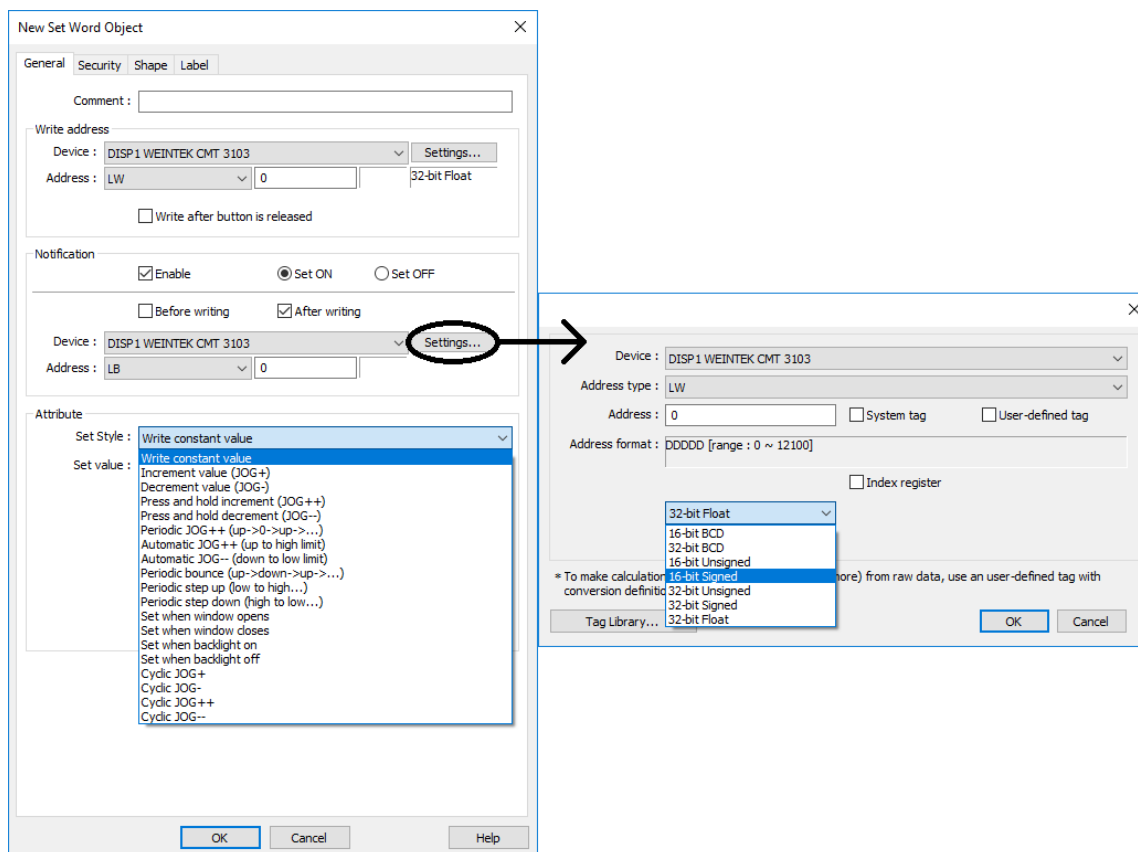 New Set Word Object
General Security Shape Label
Comment :
Write address
Device : DISP1 WEINTEK CMT 3103 Settings...
Address : LW 0 32-bit Float
Write after button is released
Notification
Enable Set ON Set OFF
Before writing After writing
Device : DISP1 WEINTEK CMT 3103 Settings...
Address : LB 0
Attribute
Set Style : Write constant value
Set value :
Write constant value
Increment value (JOG+)
Decrement value (JOG-)
Press and hold increment (JOG++)
Press and hold decrement (JOG--)
Periodic JOG++ (up->0->up->...)
Automatic JOG++ (up to high limit)
Automatic JOG-- (down to low limit)
Periodic bounce (up->down->up->...)
Periodic step up (low to high...)
Periodic step down (high to low...)
Set when window opens
Set when window closes
Set when backlight on
Set when backlight off
Cyclic JOG+
Cyclic JOG-
Cyclic JOG++
Cyclic JOG--
OK Cancel Help
Device : DISP1 WEINTEK CMT 3103
Address type : LW
Address : 0 System tag User-defined tag
Address format : DDDDD [range : 0 ~ 12100]
Index register
32-bit Float
16-bit BCD
32-bit BCD
16-bit Unsigned
16-bit Signed
32-bit Unsigned
32-bit Signed
32-bit Float
* To make calculation ore) from raw data, use an user-defined tag with
conversion definiti
Tag Library... OK Cancel